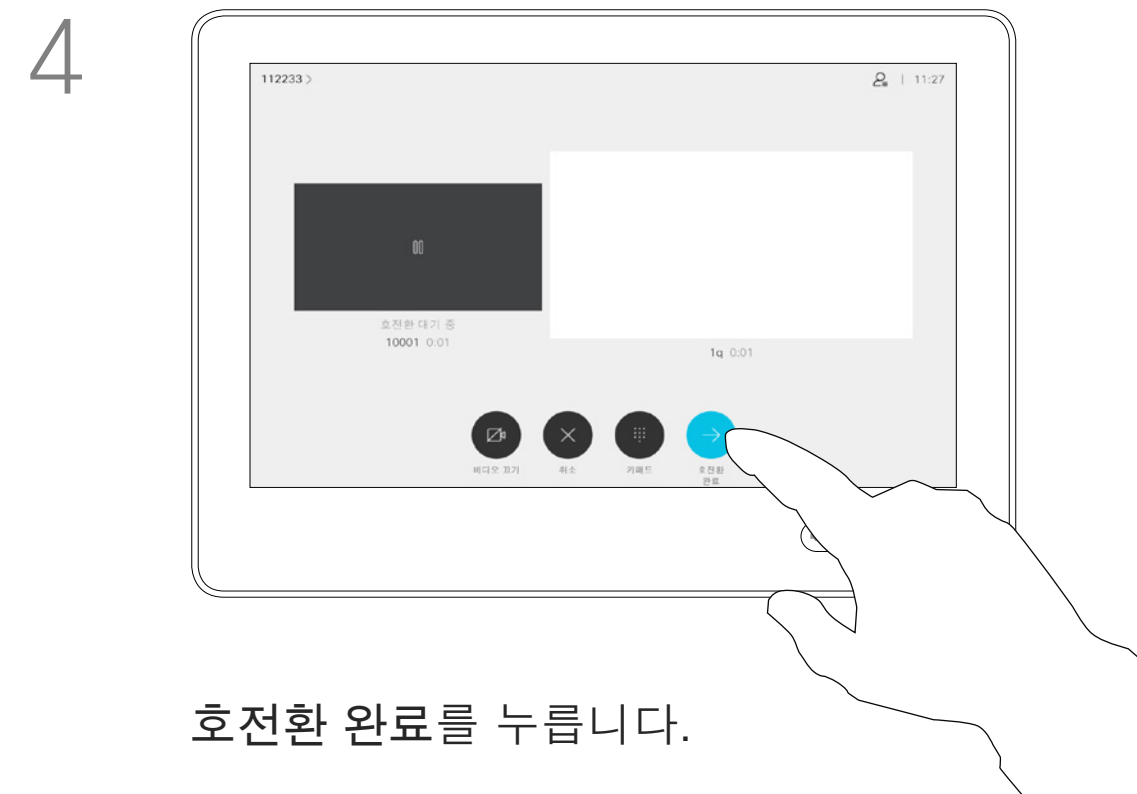 4
112233 >
| 11:27
호전환 대기 중
10001 0:01
1q 0:01
비디오 끄기
취소
키패드
호전환
완료
호전환 완료를 누릅니다.